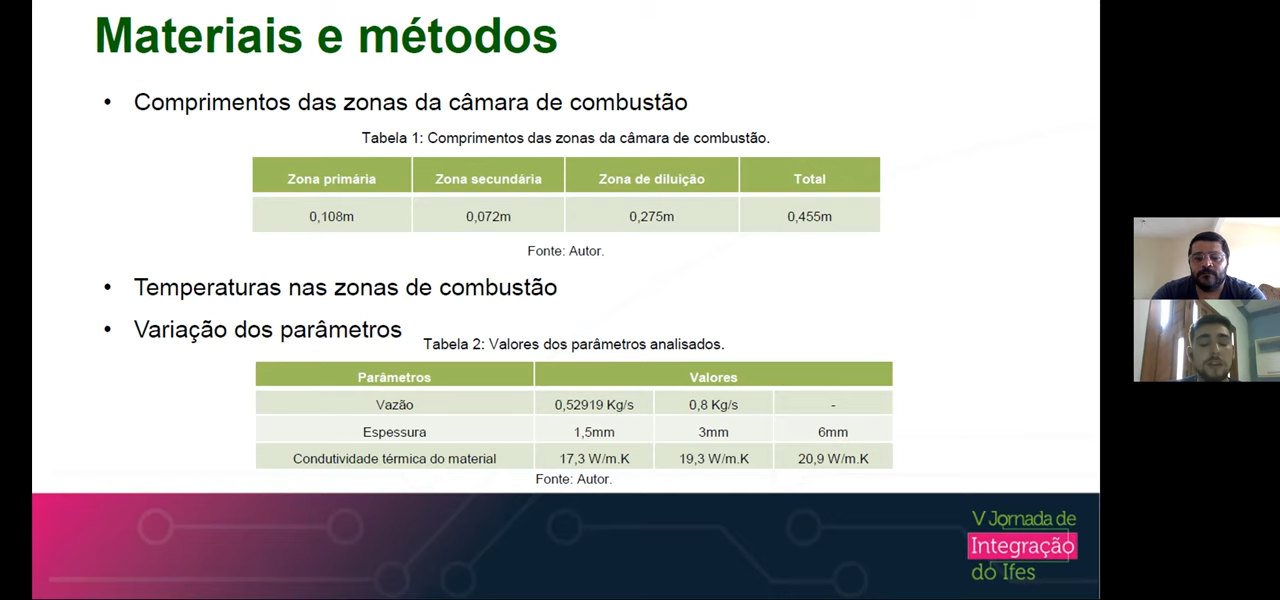 Materiais e métodos
• Comprimentos das zonas da câmara de combustão
Tabela 1: Comprimentos das zonas da câmara de combustão.
Zona primária Zona secundária Zona de diluição Total
0,108m 0,072m 0,275m 0,455m
Fonte: Autor.
• Temperaturas nas zonas de combustão
• Variação dos parâmetros
Tabela 2: Valores dos parâmetros analisados.
Parâmetros Valores
Vazão 0,52919 Kg/s 0,8 Kg/s -
Espessura 1,5mm 3mm 6mm
Condutividade térmica do material 17,3 W/m.K 19,3 W/m.K 20,9 W/m.K
Fonte: Autor.
V Jornada de
Integração
do Ifes